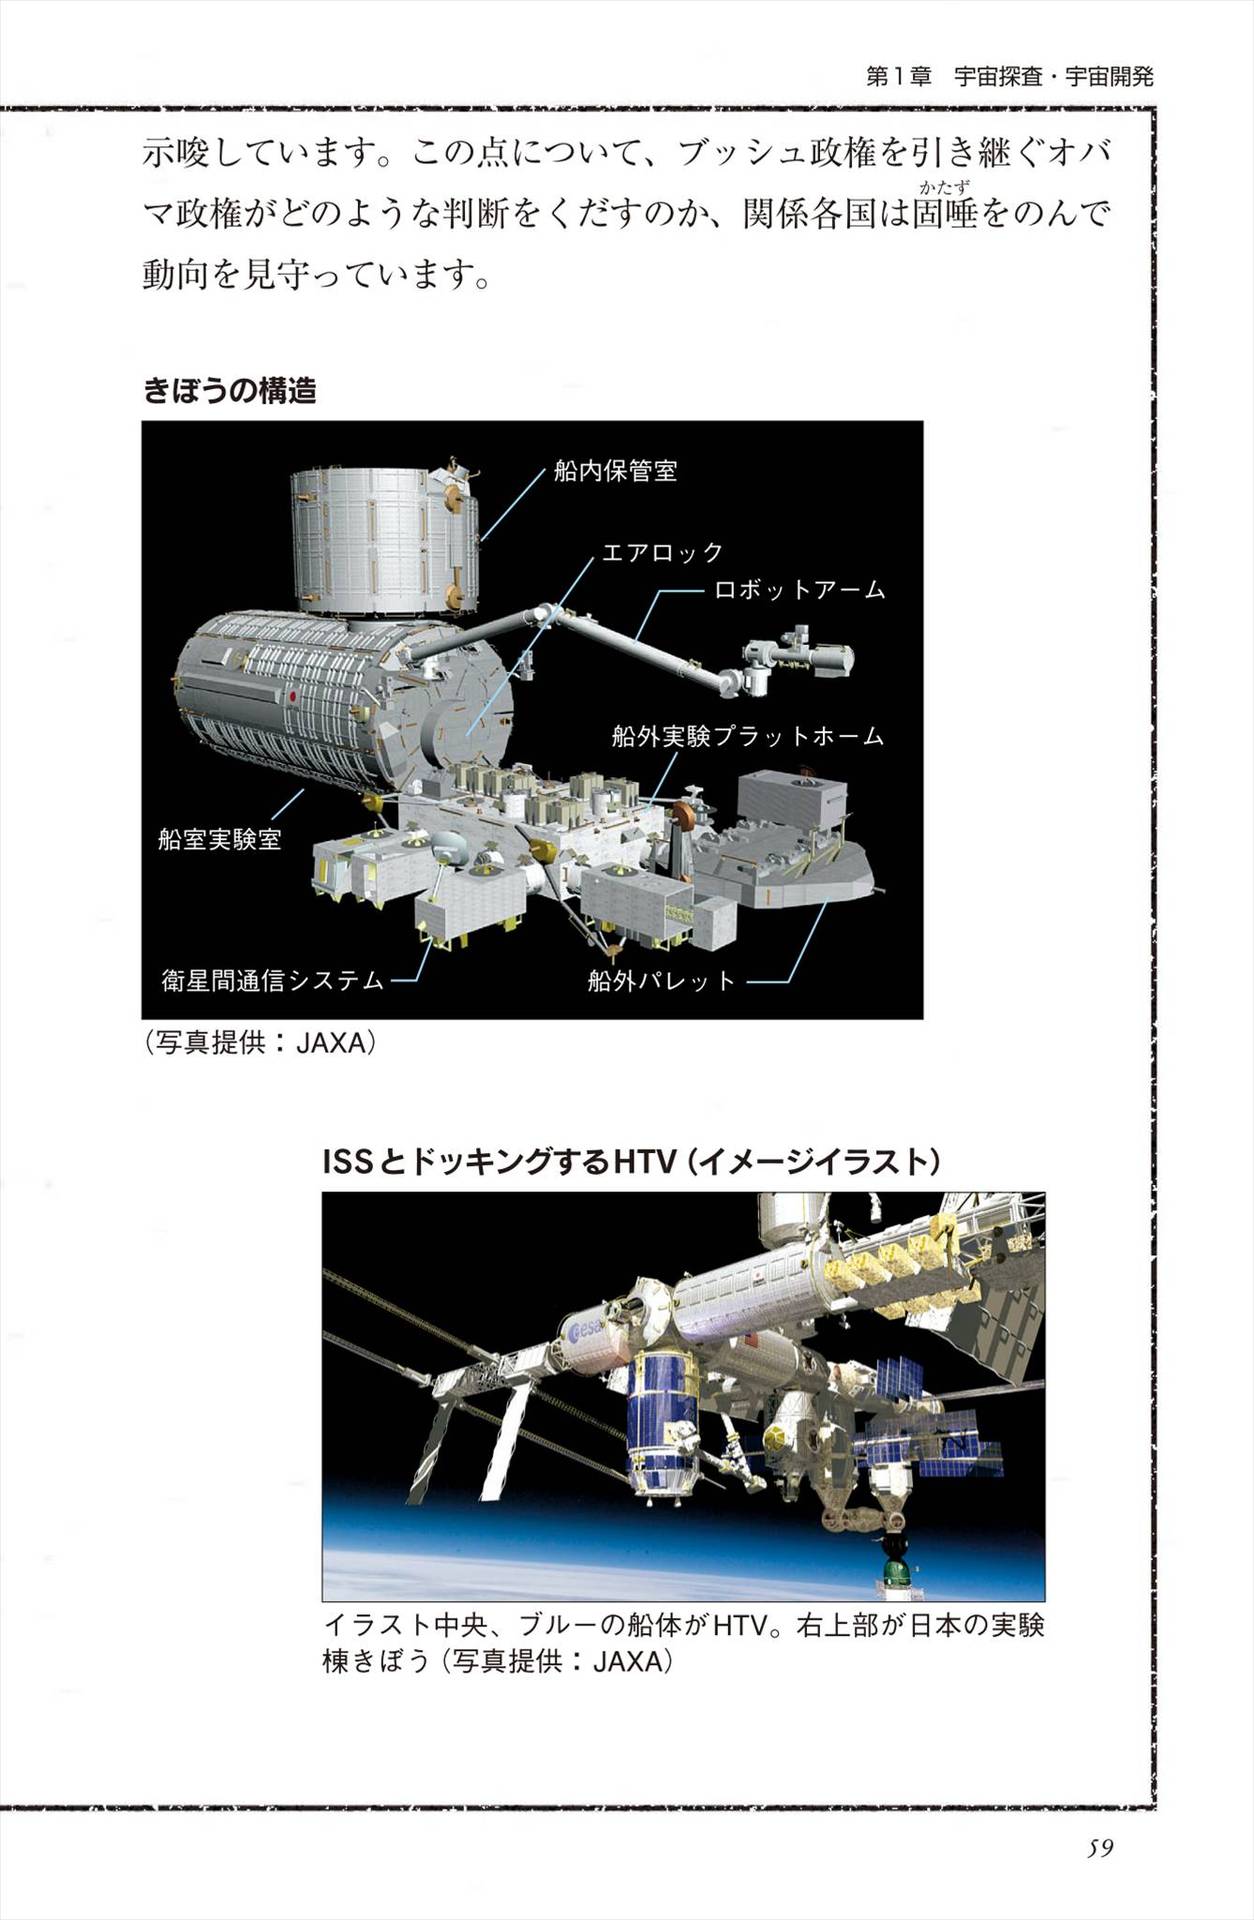 第1章　宇宙探査・宇宙開発
示唆しています。この点について、ブッシュ政権を引き継ぐオバ
かたず
マ政権がどのような判断をくだすのか、関係各国は固唾をのんで
動向を見守っています。
きぼうの構造
船内保管室
エアロック
ロボットアーム
船外実験プラットホーム
船室実験室
衛星間通信システム
船外パレット
（写真提供：JAXA）
ISSとドッキングするHTV（イメージイラスト）
esa
イラスト中央、ブルーの船体がHTV。右上部が日本の実験
棟きぼう（写真提供：JAXA）
59